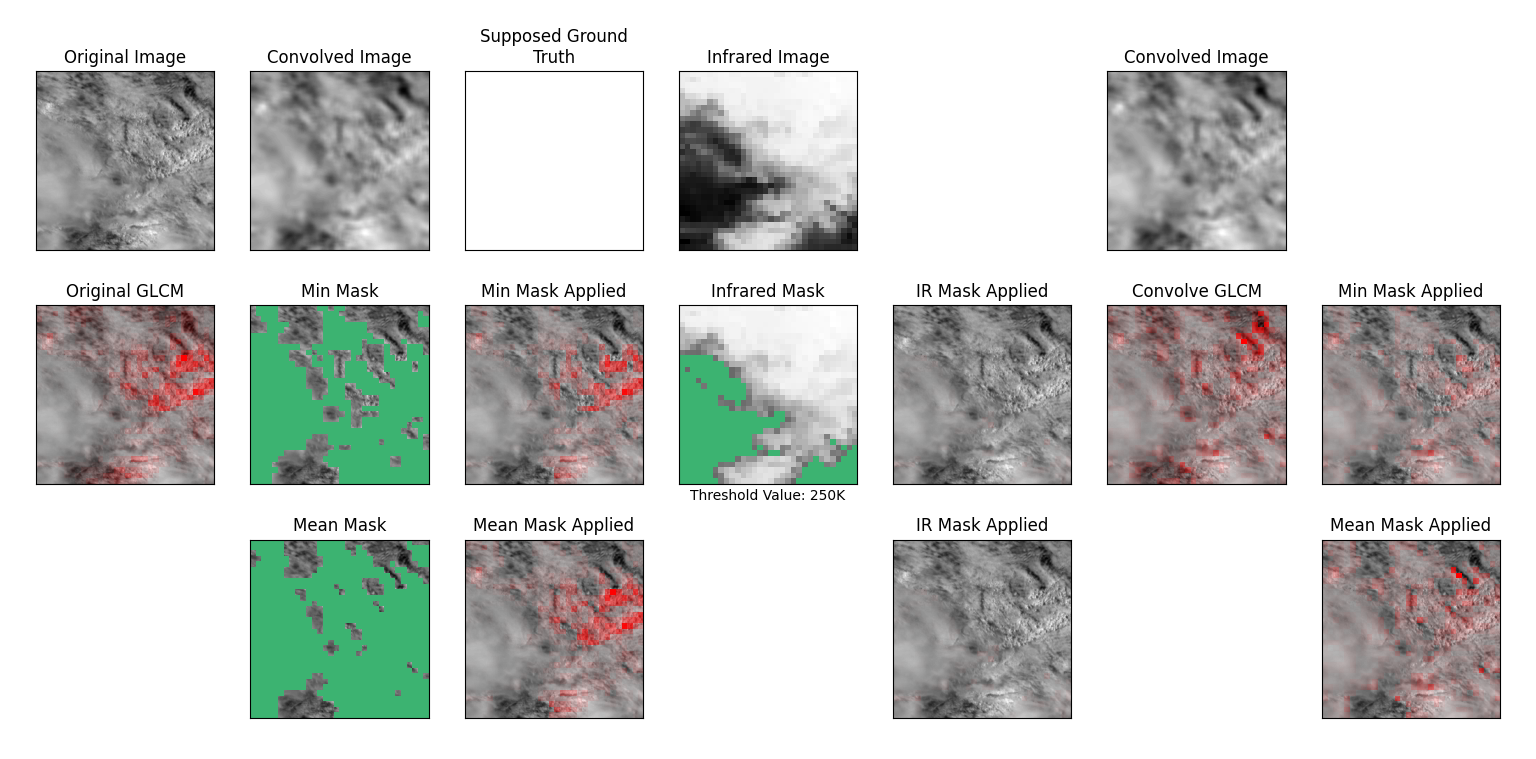 Original Image
Convolved Image
Supposed Ground
Truth
Infrared Image
Convolved Image
Original GLCM
Min Mask
Min Mask Applied
Infrared Mask
IR Mask Applied
Convolve GLCM
Min Mask Applied
Threshold Value: 250K
Mean Mask
Mean Mask Applied
IR Mask Applied
Mean Mask Applied